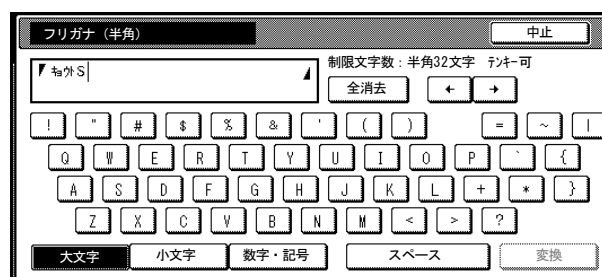 フリガナ（半角） 中止
ｷｮｳﾄS
制限文字数：半角32文字 ﾃﾝｷｰ可
全消去 ← →
! " # $ % & ' ( ) = ~ |
Q W E R T Y U I O P ` {
A S D F G H J K L + * }
Z X C V B N M < > ?
大文字 小文字 数字・記号 スペース 変換